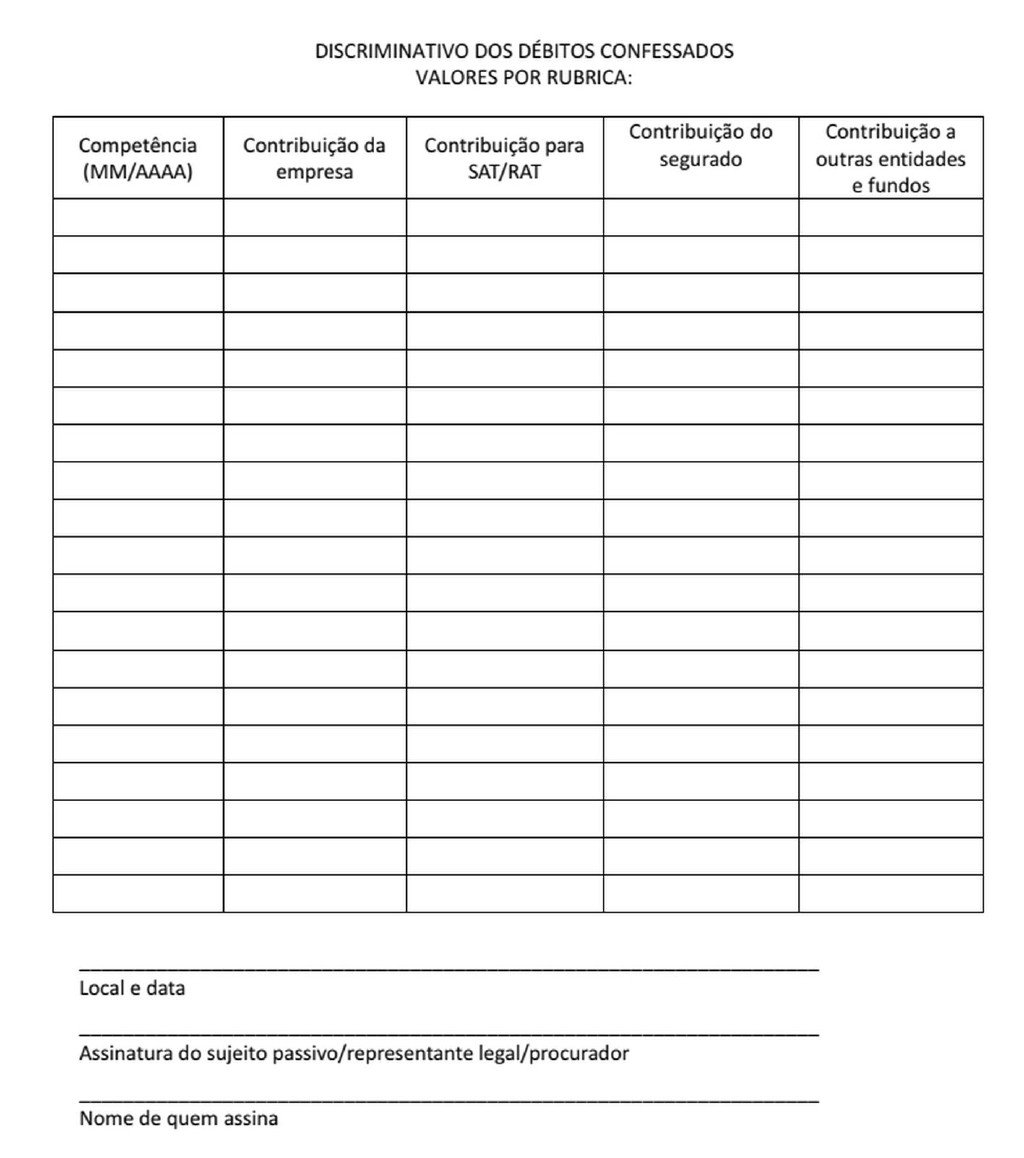 DISCRIMINATIVO DOS DÉBITOS CONFESSADOS
VALORES POR RUBRICA:
Competência
(MM/AAAA)
Contribuição da
empresa
Contribuição para
SAT/RAT
Contribuição do
segurado
Contribuição a
outras entidades
e fundos
Local e data
Assinatura do sujeito passivo/representante legal/procurador
Nome de quem assina